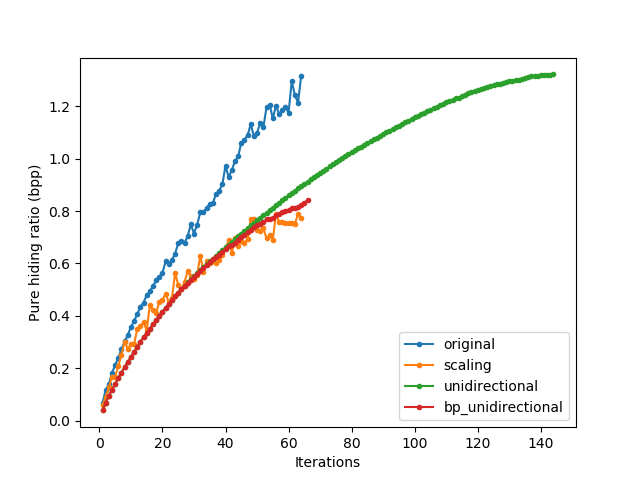 1.2
1.0
0.8
0.6
0.4
0.2
0.0
Pure hiding ratio (bpp)
0 20 40 60 80 100 120 140
Iterations
original
scaling
unidirectional
bp_unidirectional